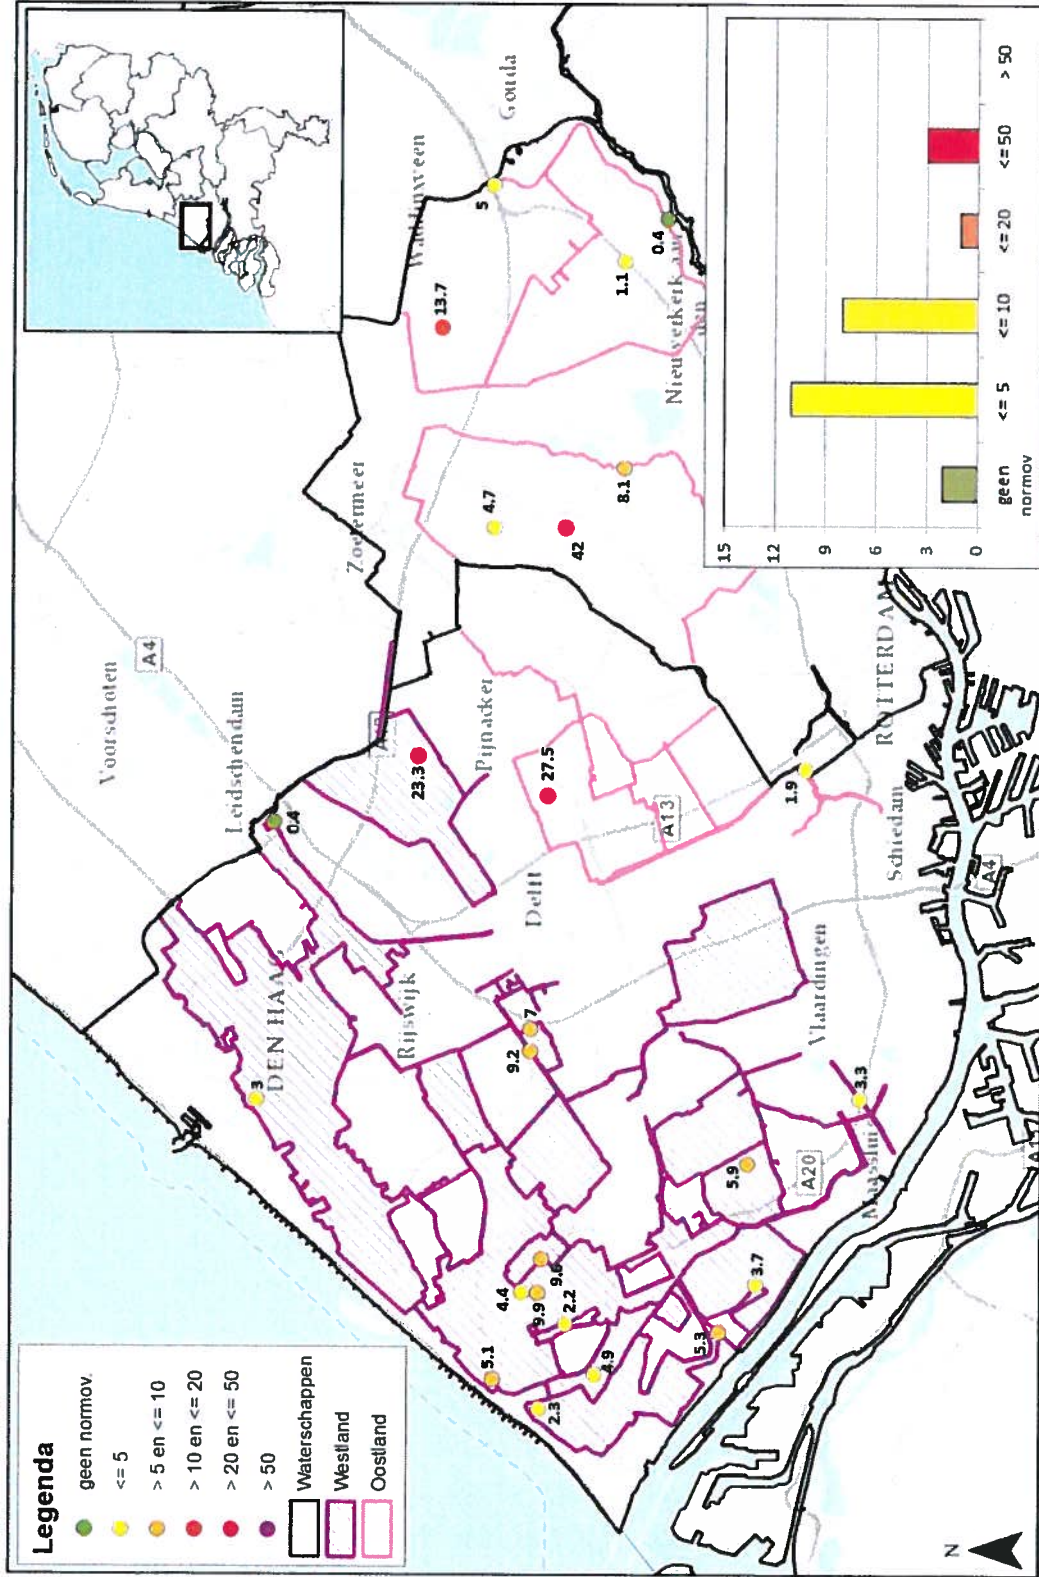 Legenda
geen normov.
<= 5
> 5 en <= 10
> 10 en <= 20
> 20 en <= 50
> 50
Waterschappen
Westland
Oostland
N
Voorschoten
A4
Leidschendam
0.4
Zoetermeer
Waddinxveen
Gouda
5
13.7
1.1
0.4
Nieuwerkerk aan
den
4.7
42
8.1
23.3
Pijnacker
27.5
A13
Delft
DEN HAAG
3
Rijswijk
7
9.2
1.9
ROTTERDAM
Schiedam
A4
Vlaardingen
3.3
5.9
A20
Maassluis
3.7
5.3
4.4
9.9
9.6
2.2
4.9
5.1
2.3
15
12
9
6
3
0
geen
normov
<= 5
<= 10
<=20
<=50
> 50